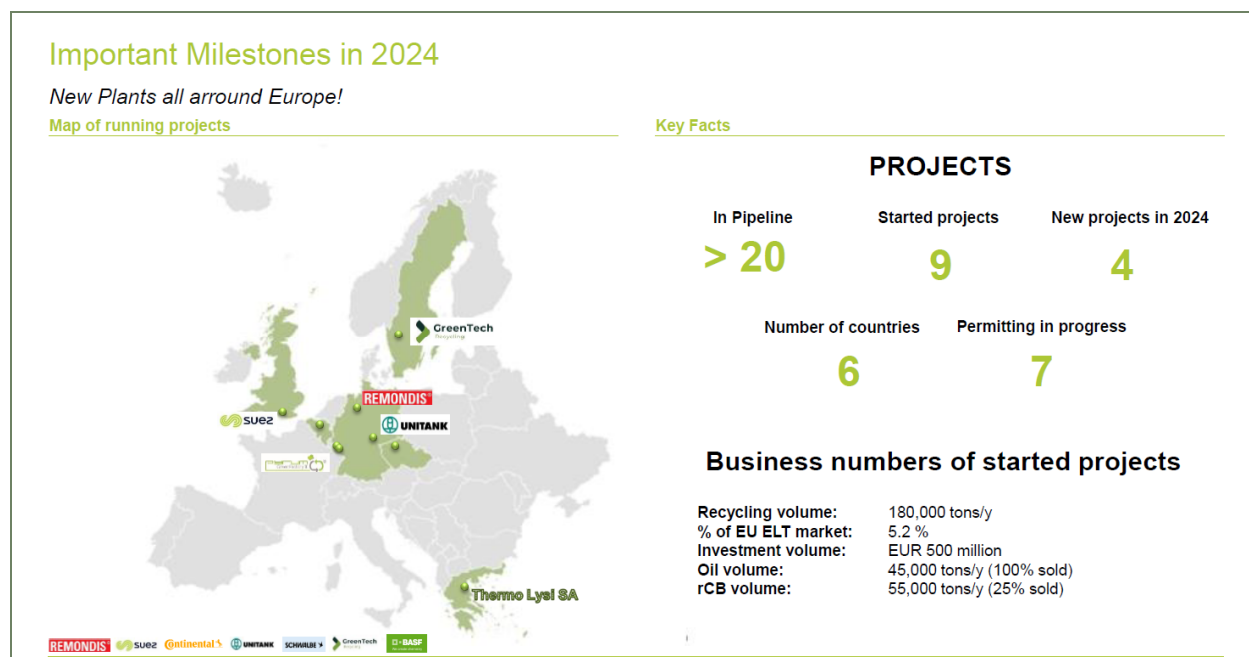 Important Milestones in 2024
New Plants all arround Europe!
Map of running projects
GreenTech
Recycling
REMONDIS®
suez
UNITANK
Thermo Lysi SA
REMONDIS® suez Continental UNITANK SCHWALBE GreenTech BASF
Key Facts
PROJECTS
In Pipeline Started projects New projects in 2024
> 20 9 4
Number of countries Permitting in progress
6 7
Business numbers of started projects
Recycling volume: 180,000 tons/y
% of EU ELT market: 5.2 %
Investment volume: EUR 500 million
Oil volume: 45,000 tons/y (100% sold)
rCB volume: 55,000 tons/y (25% sold)